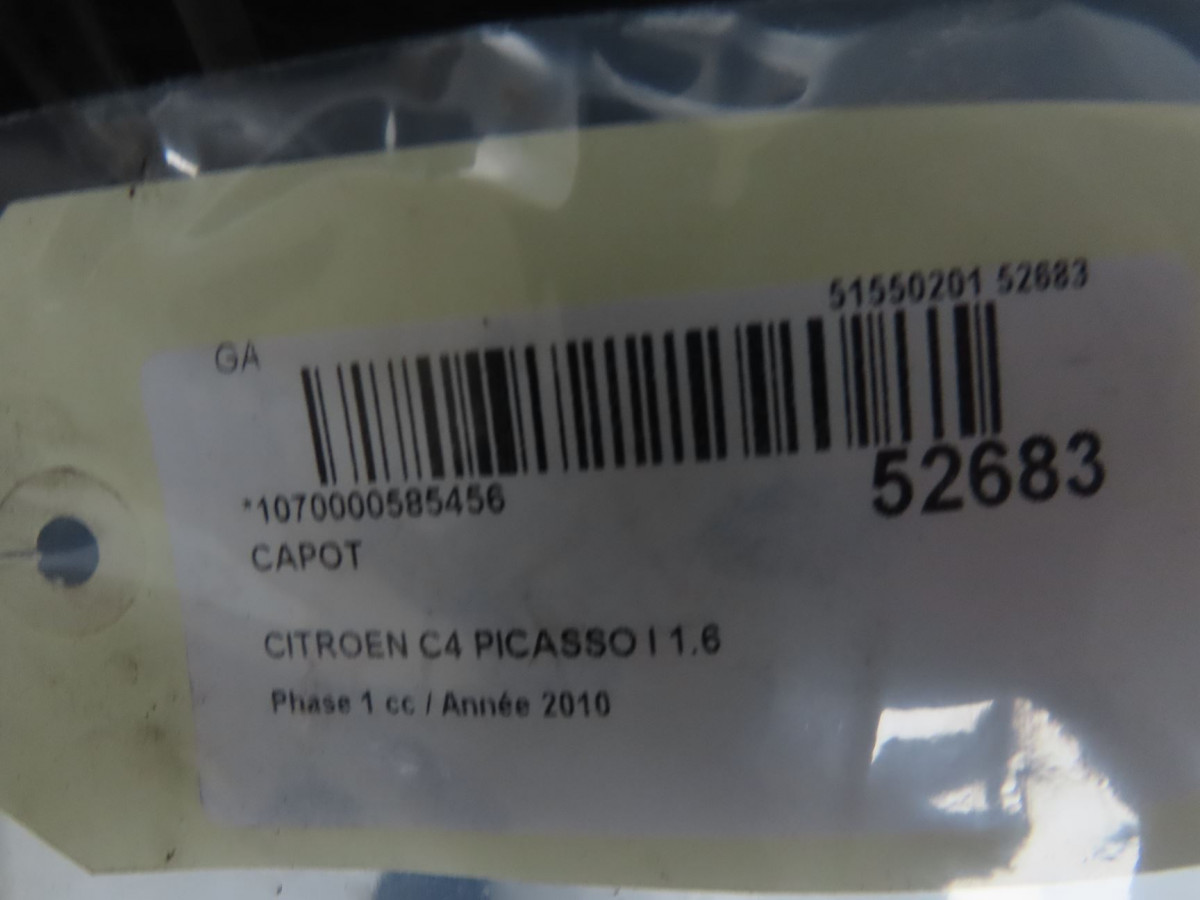 51550201 52683
GA
52683
*1070000585456
CAPOT
CITROEN C4 PICASSO I 1.6
Phase 1 cc / Année 2010